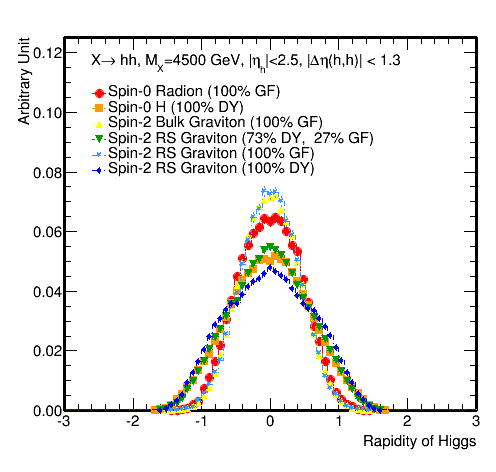 0.12
X→ hh, M_X=4500 GeV, |η_h|<2.5, |Δη(h,h)| < 1.3
Arbitrary Unit
Spin-0 Radion (100% GF)
Spin-0 H (100% DY)
0.10
Spin-2 Bulk Graviton (100% GF)
Spin-2 RS Graviton (73% DY, 27% GF)
Spin-2 RS Graviton (100% GF)
Spin-2 RS Graviton (100% DY)
0.08
0.06
0.04
0.02
0.00
-3 -2 -1 0 1 2 3
Rapidity of Higgs